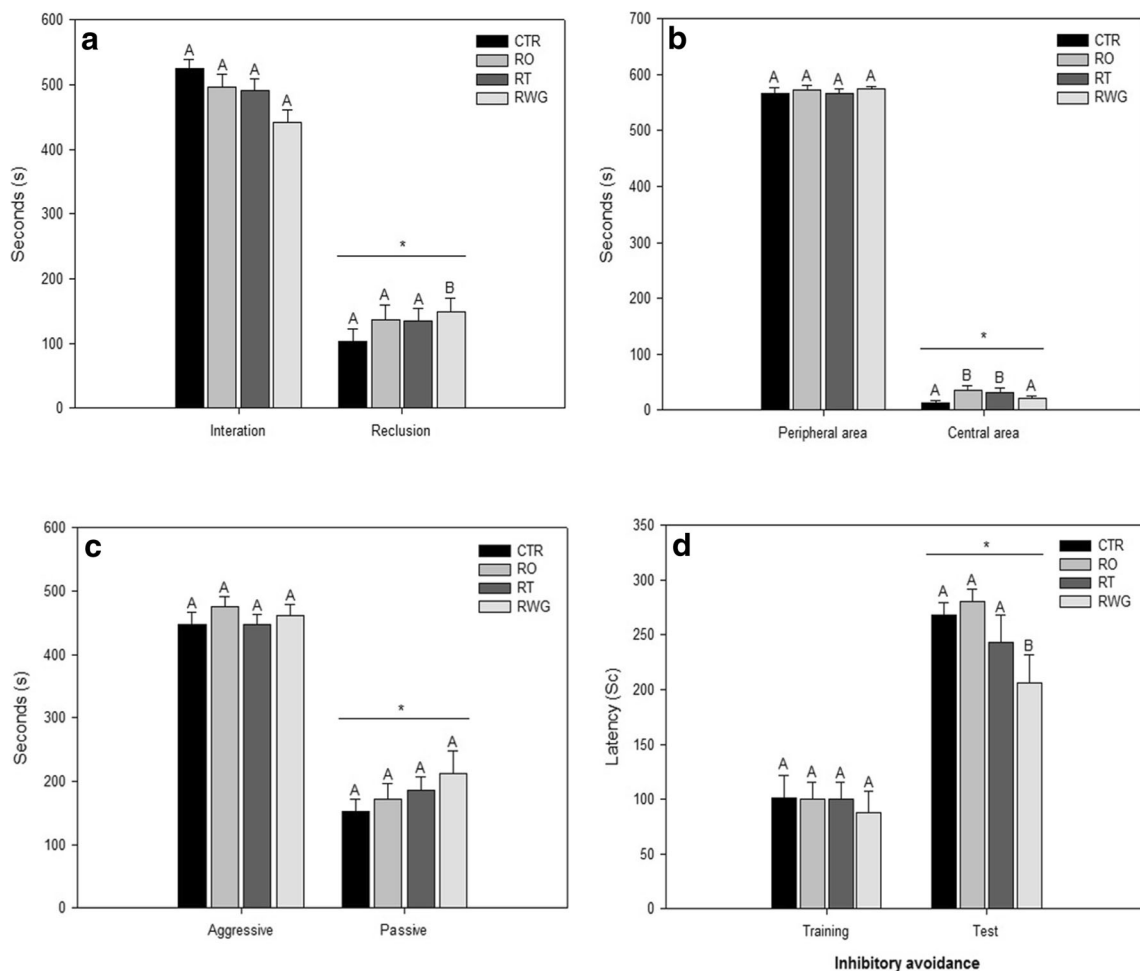 a
600
500
400
300
200
100
0
Seconds (s)
CTR
RO
RT
RWG
A A A A
*
A A A B
Interation Reclusion
b
700
600
500
400
300
200
100
0
Seconds (s)
CTR
RO
RT
RWG
A A A A
*
A B B A
Peripheral area Central area
c
600
500
400
300
200
100
0
Seconds (s)
CTR
RO
RT
RWG
A A A A
*
A A A A
Aggressive Passive
d
350
300
250
200
150
100
50
0
Latency (Sc)
CTR
RO
RT
RWG
A A A A
*
A A A B
Training Test
Inhibitory avoidance